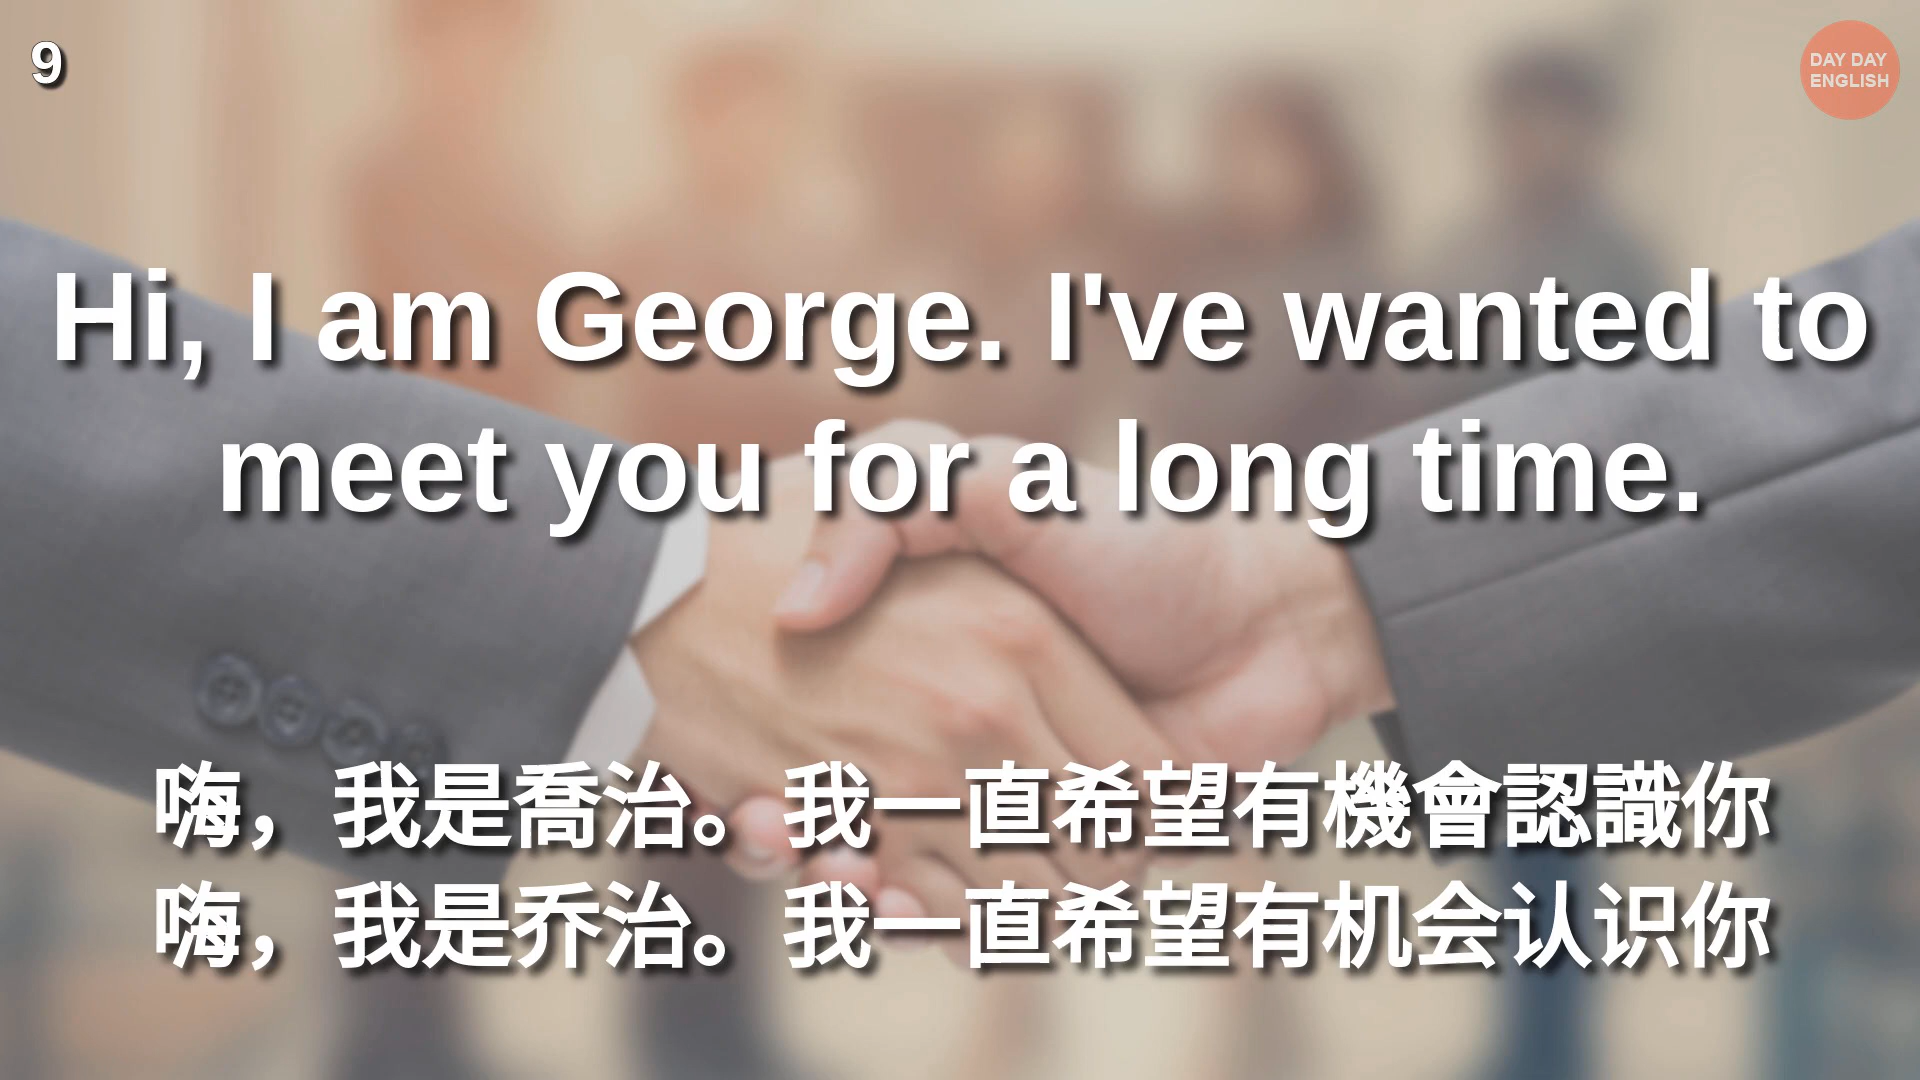 9
DAY DAY
ENGLISH
Hi, I am George. I've wanted to
meet you for a long time.
嗨，我是喬治。我一直希望有機會認識你
嗨，我是乔治。我一直希望有机会认识你